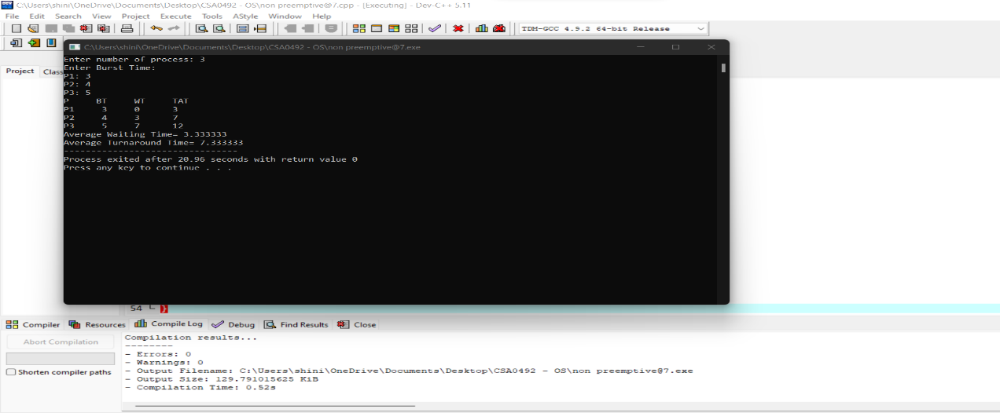 C:\Users\shini\OneDrive\Documents\Desktop\CSA0492 - OS\non preemptive@7.cpp - [Executing] - Dev-C++ 5.11
File Edit Search View Project Execute Tools AStyle Window Help
TDM-GCC 4.9.2 64-bit Release
C:\Users\shini\OneDrive\Documents\Desktop\CSA0492 - OS\non preemptive@7.exe
Project Class
Enter number of process: 3
Enter Burst Time:
P1: 3
P2: 4
P3: 5
P BT WT TAT
P1 3 0 3
P2 4 3 7
P3 5 7 12
Average Waiting Time= 3.333333
Average Turnaround Time= 7.333333
--------------------------------
Process exited after 20.96 seconds with return value 0
Press any key to continue . . .
54 }
Compiler Resources Compile Log Debug Find Results Close
Abort Compilation
Shorten compiler paths
Compilation results...
--------
- Errors: 0
- Warnings: 0
- Output Filename: C:\Users\shini\OneDrive\Documents\Desktop\CSA0492 - OS\non preemptive@7.exe
- Output Size: 129.791015625 KiB
- Compilation Time: 0.52s